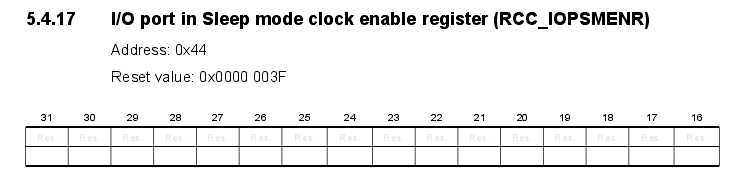 5.4.17 I/O port in Sleep mode clock enable register (RCC_IOPSMENR)
Address: 0x44
Reset value: 0x0000 003F
31 30 29 28 27 26 25 24 23 22 21 20 19 18 17 16
Res. Res. Res. Res. Res. Res. Res. Res. Res. Res. Res. Res. Res. Res. Res. Res.